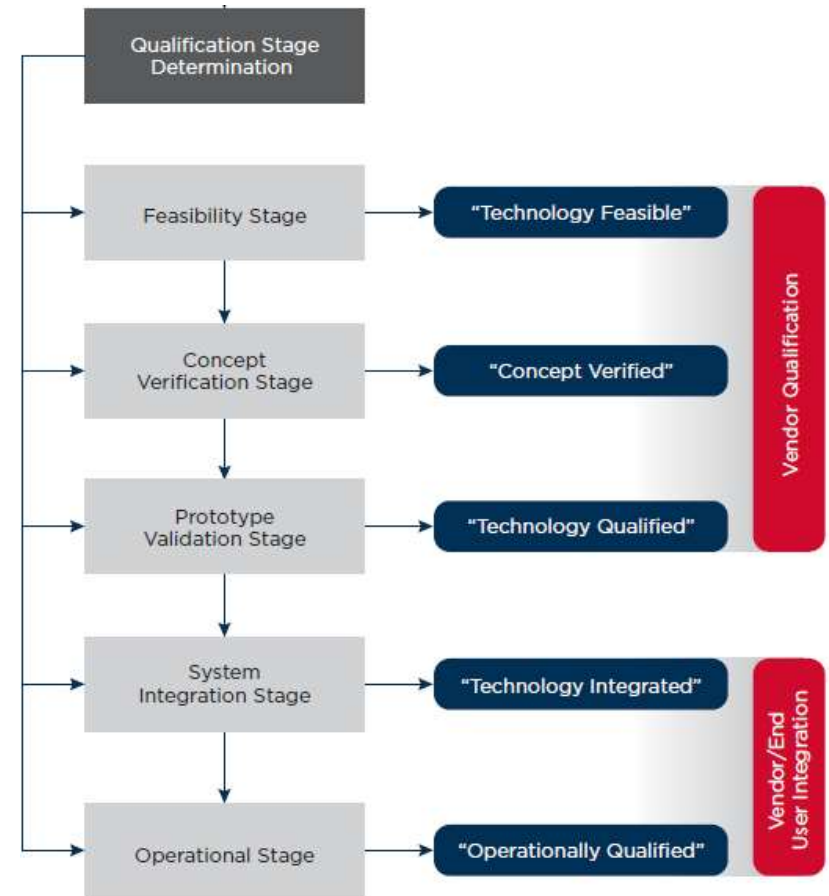 Qualification Stage
Determination
Feasibility Stage
“Technology Feasible”
Concept
Verification Stage
“Concept Verified”
Prototype
Validation Stage
“Technology Qualified”
Vendor Qualification
System
Integration Stage
“Technology Integrated”
Operational Stage
“Operationally Qualified”
Vendor/End
User Integration